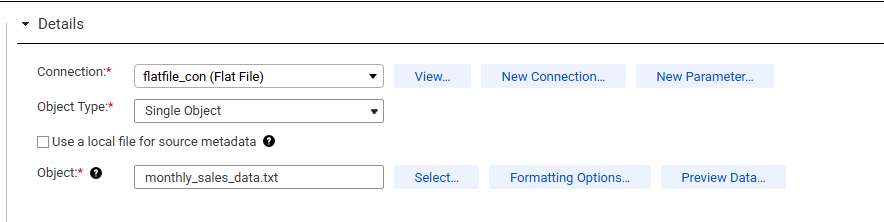 Details
Connection:* flatfile_con (Flat File) View... New Connection... New Parameter...
Object Type:* Single Object
Use a local file for source metadata ?
Object:* ? monthly_sales_data.txt Select... Formatting Options... Preview Data...